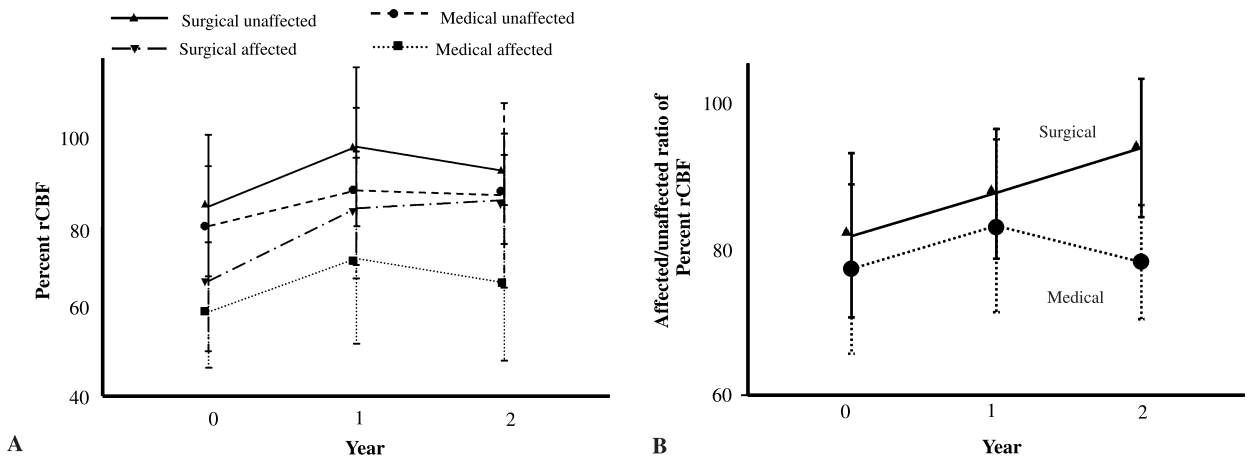 Surgical unaffected
Medical unaffected
Surgical affected
Medical affected
Percent rCBF
100
80
60
40
0
1
2
Year
A
Affected/unaffected ratio of
Percent rCBF
100
80
60
Surgical
Medical
0
1
2
Year
B